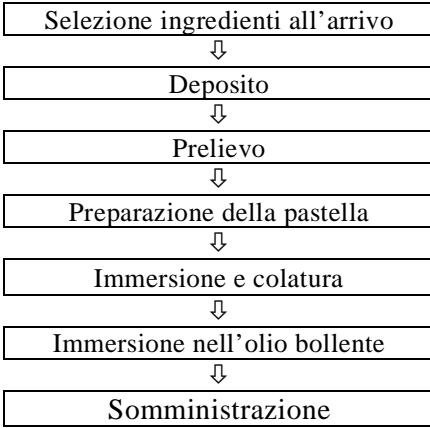 Selezione ingredienti all’arrivo
⇩
Deposito
⇩
Prelievo
⇩
Preparazione della pastella
⇩
Immersione e colatura
⇩
Immersione nell’olio bollente
⇩
Somministrazione